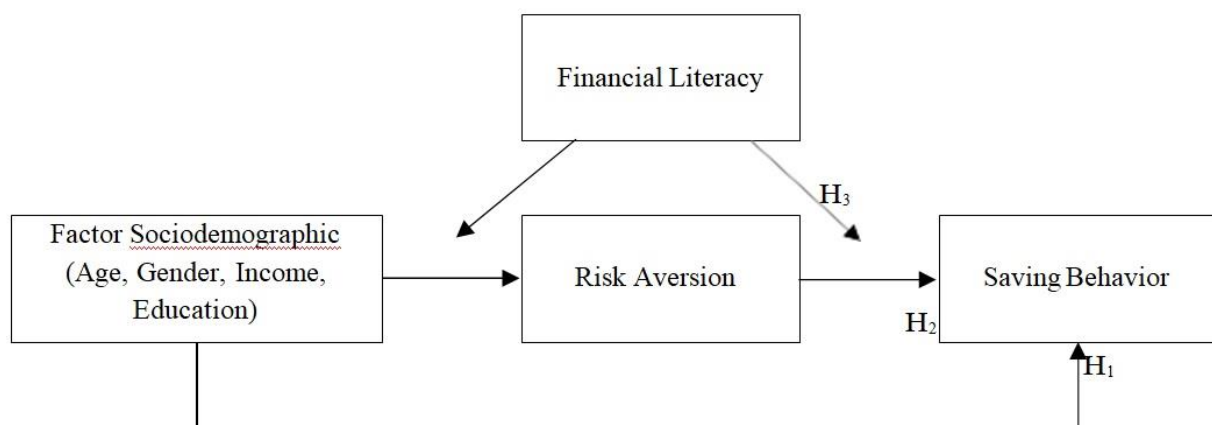 Financial Literacy
H3
Factor Sociodemographic
(Age, Gender, Income,
Education)
Risk Aversion
Saving Behavior
H2
H1